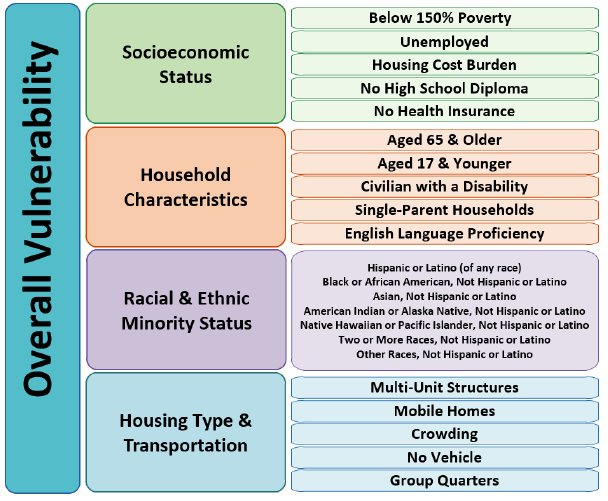 Overall Vulnerability
Socioeconomic
Status
Below 150% Poverty
Unemployed
Housing Cost Burden
No High School Diploma
No Health Insurance
Household
Characteristics
Aged 65 & Older
Aged 17 & Younger
Civilian with a Disability
Single-Parent Households
English Language Proficiency
Racial & Ethnic
Minority Status
Hispanic or Latino (of any race)
Black or African American, Not Hispanic or Latino
Asian, Not Hispanic or Latino
American Indian or Alaska Native, Not Hispanic or Latino
Native Hawaiian or Pacific Islander, Not Hispanic or Latino
Two or More Races, Not Hispanic or Latino
Other Races, Not Hispanic or Latino
Housing Type &
Transportation
Multi-Unit Structures
Mobile Homes
Crowding
No Vehicle
Group Quarters